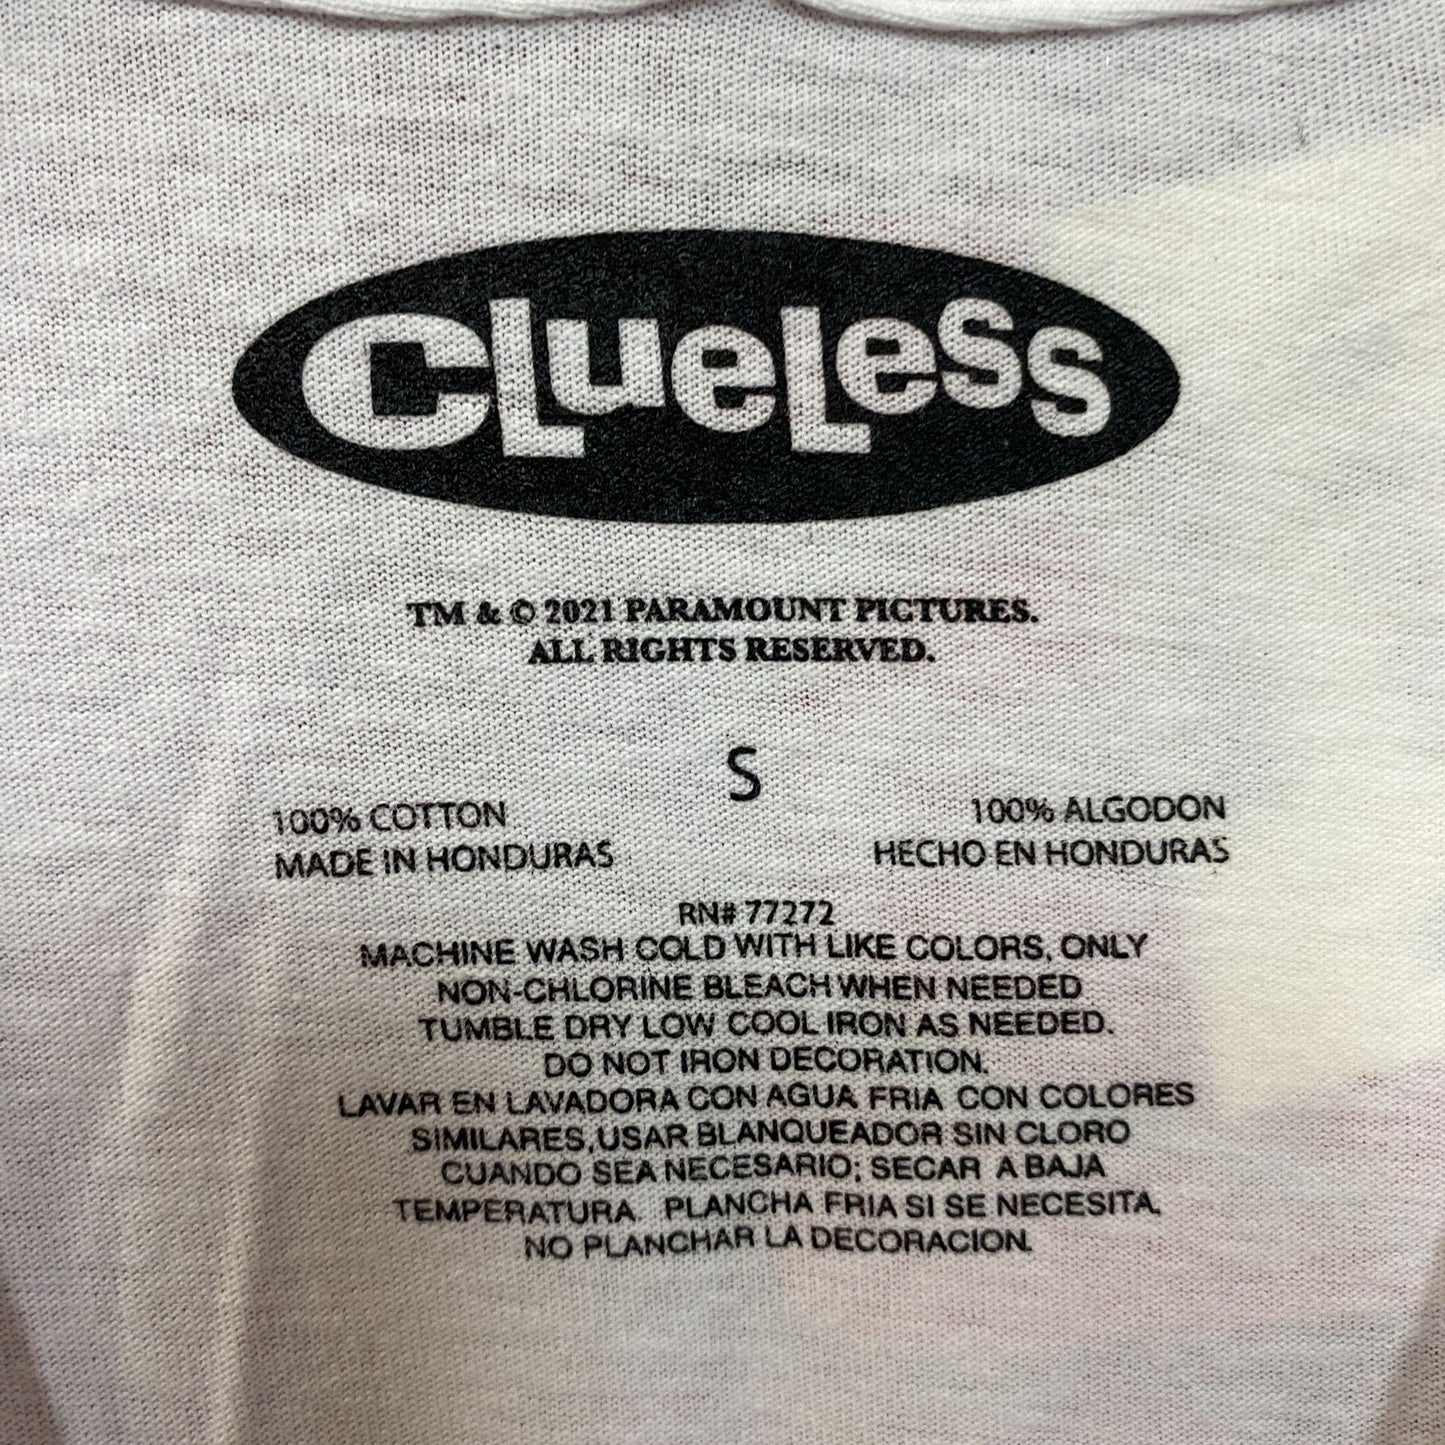 CLUELESS
TM & © 2021 PARAMOUNT PICTURES.
ALL RIGHTS RESERVED.
S
100% COTTON
MADE IN HONDURAS
100% ALGODON
HECHO EN HONDURAS
RN# 77272
MACHINE WASH COLD WITH LIKE COLORS, ONLY
NON-CHLORINE BLEACH WHEN NEEDED
TUMBLE DRY LOW COOL IRON AS NEEDED.
DO NOT IRON DECORATION.
LAVAR EN LAVADORA CON AGUA FRIA CON COLORES
SIMILARES, USAR BLANQUEADOR SIN CLORO
CUANDO SEA NECESARIO; SECAR A BAJA
TEMPERATURA. PLANCHA FRIA SI SE NECESITA.
NO PLANCHAR LA DECORACION.